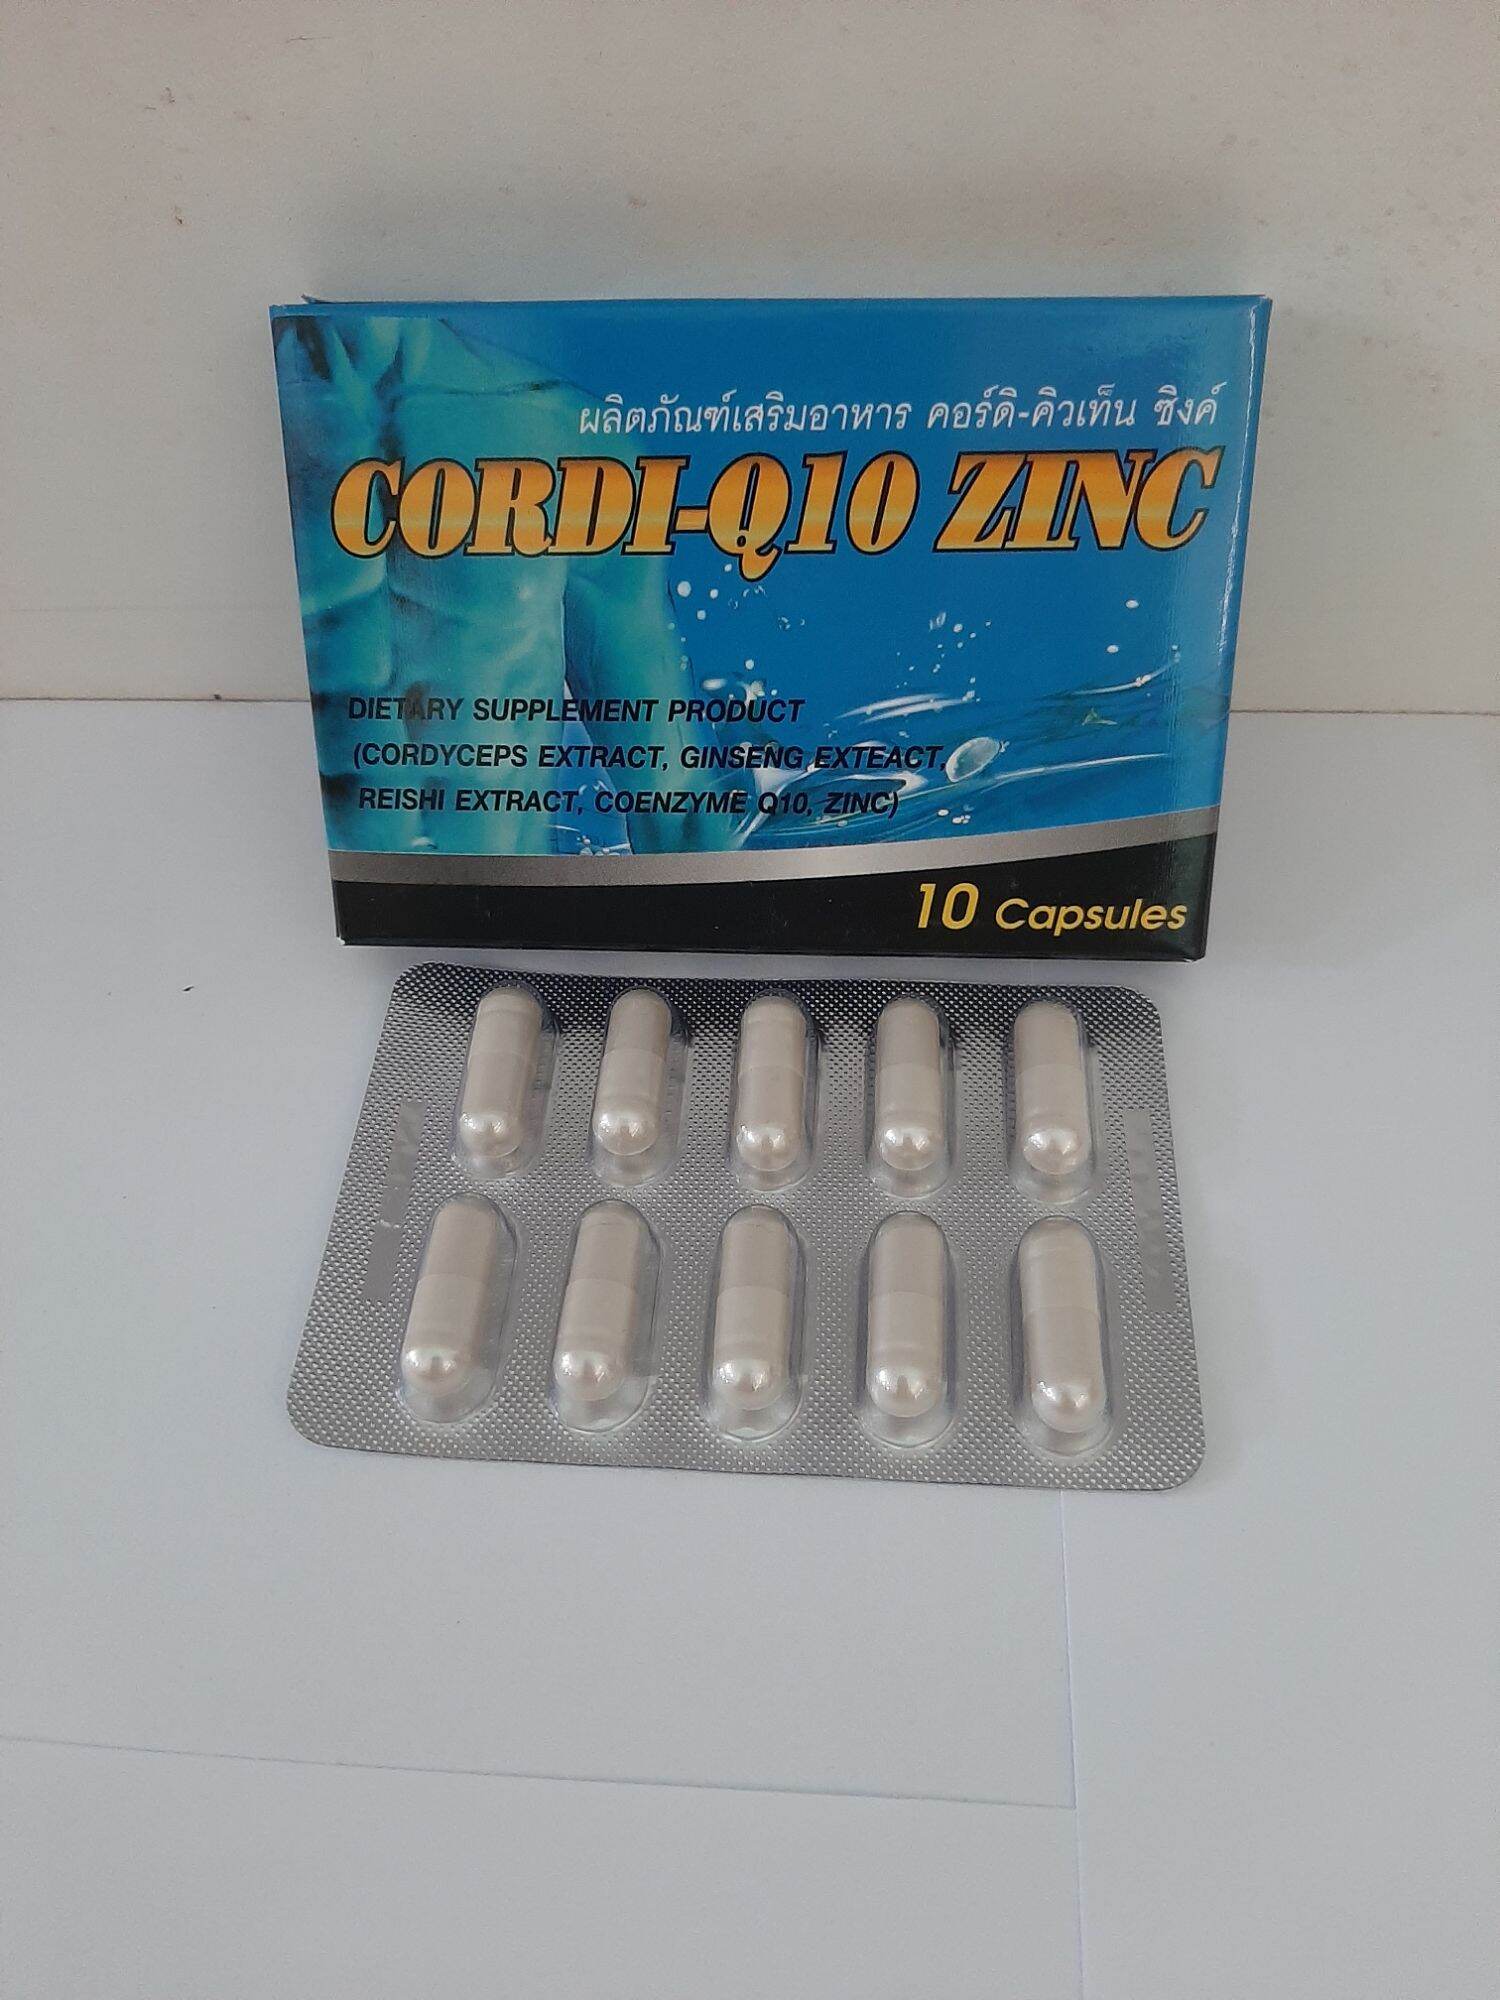 ผลิตภัณฑ์เสริมอาหาร คอร์ดิ-คิวเท็น ซิงค์
CORDI-Q10 ZINC
DIETARY SUPPLEMENT PRODUCT
(CORDYCEPS EXTRACT, GINSENG EXTEACT,
REISHI EXTRACT, COENZYME Q10, ZINC)
10 Capsules